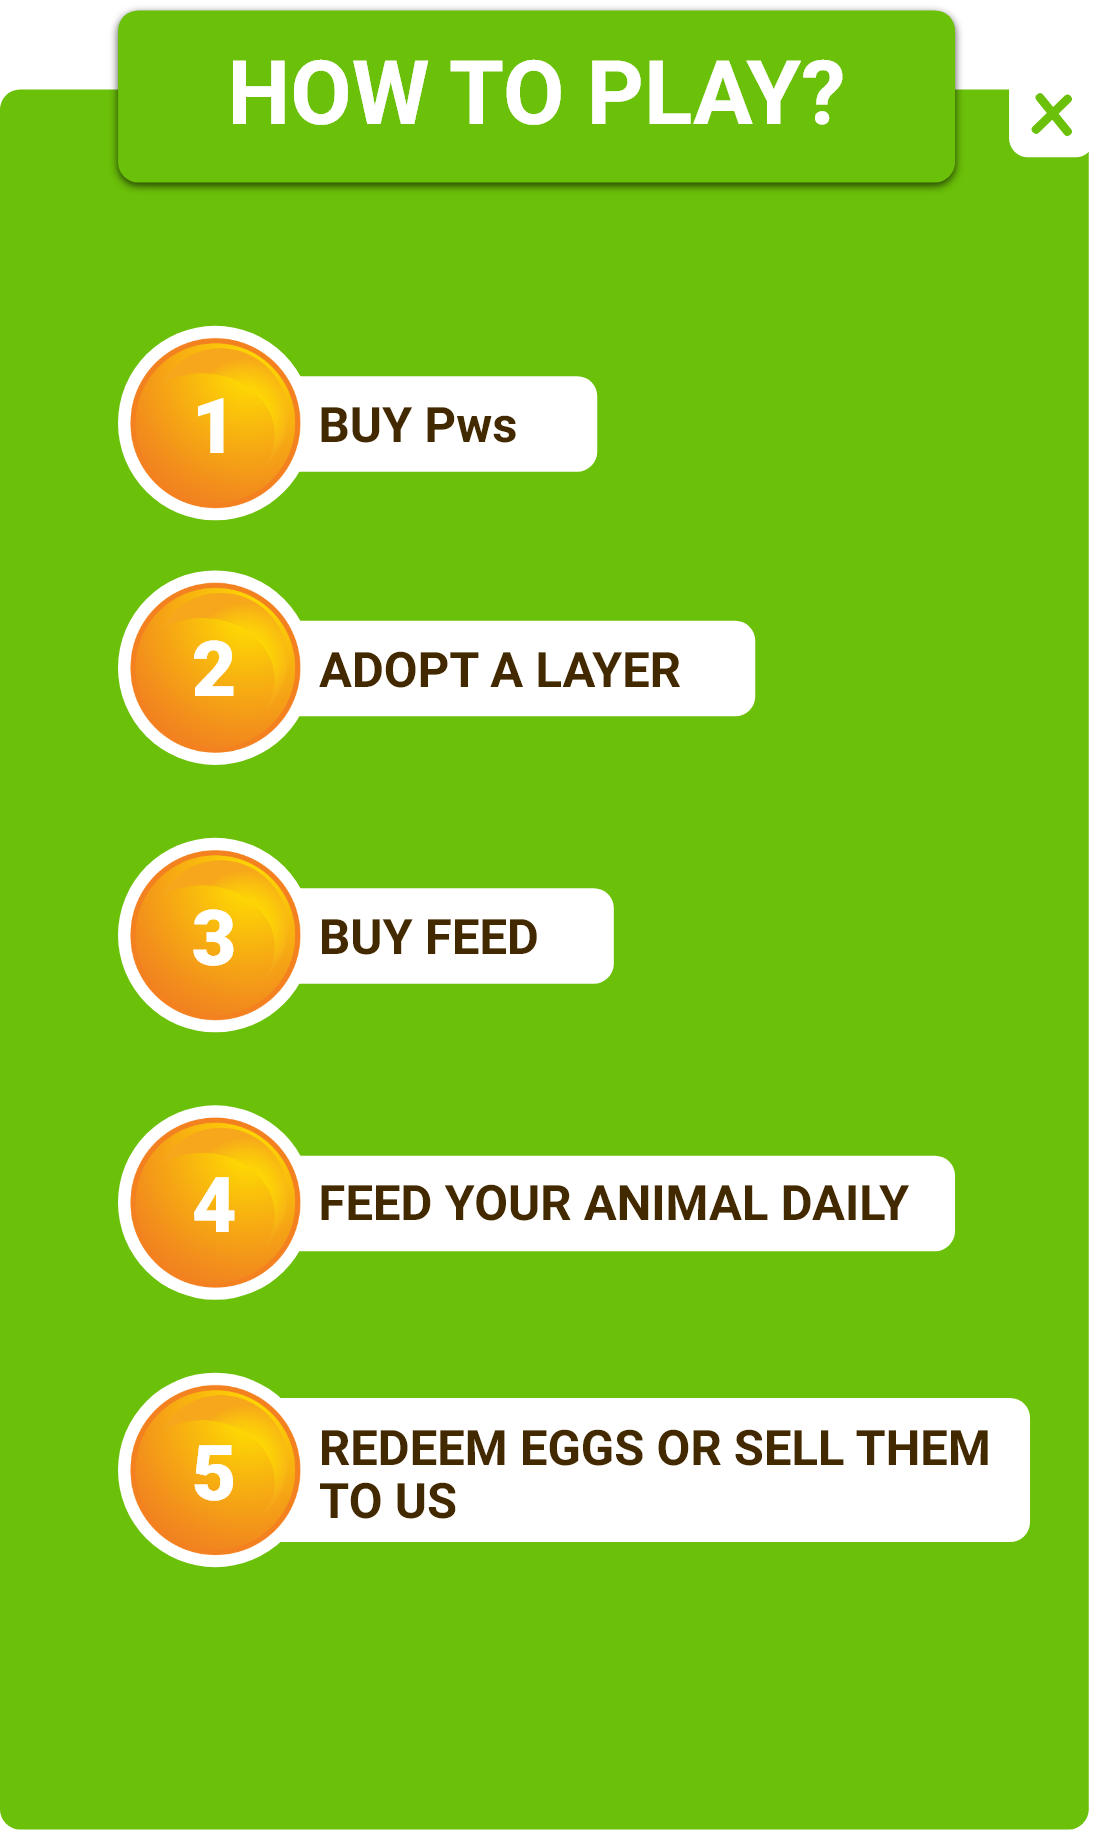 HOW TO PLAY?
1
BUY Pws
2
ADOPT A LAYER
3
BUY FEED
4
FEED YOUR ANIMAL DAILY
5
REDEEM EGGS OR SELL THEM
TO US